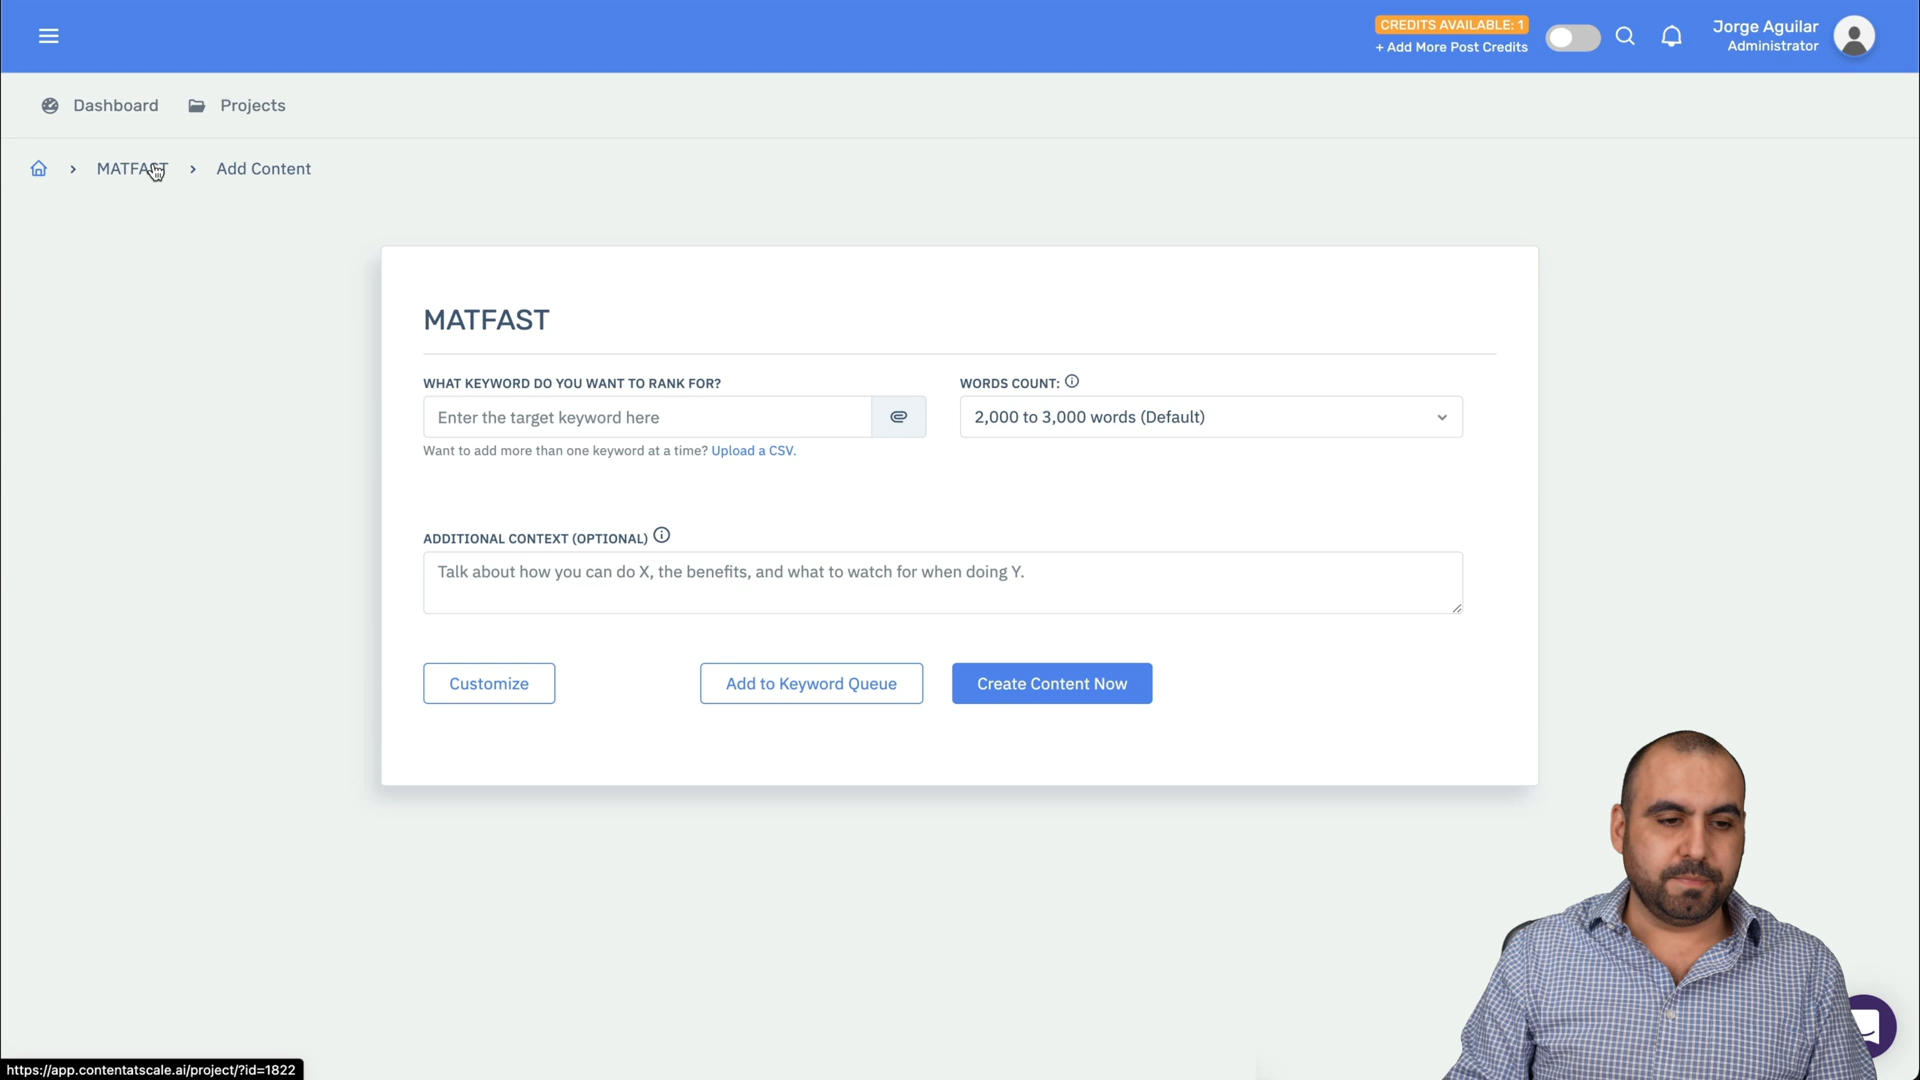 CREDITS AVAILABLE: 1
+ Add More Post Credits
Jorge Aguilar
Administrator
Dashboard
Projects
MATFAST
Add Content
MATFAST
WHAT KEYWORD DO YOU WANT TO RANK FOR?
WORDS COUNT:
Enter the target keyword here
2,000 to 3,000 words (Default)
Want to add more than one keyword at a time? Upload a CSV.
ADDITIONAL CONTEXT (OPTIONAL)
Talk about how you can do X, the benefits, and what to watch for when doing Y.
Customize
Add to Keyword Queue
Create Content Now
https://app.contentatscale.ai/project/?id=1822